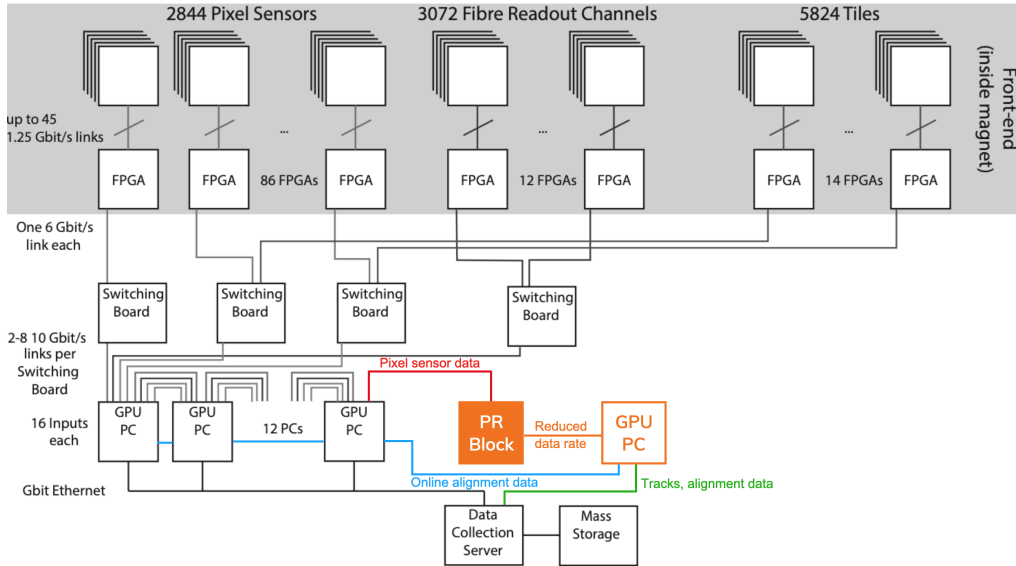 2844 Pixel Sensors
3072 Fibre Readout Channels
5824 Tiles
Front-end
(inside magnet)
up to 45
1.25 Gbit/s links
...
...
...
FPGA
FPGA
86 FPGAs
FPGA
FPGA
12 FPGAs
FPGA
FPGA
14 FPGAs
FPGA
One 6 Gbit/s
link each
Switching
Board
Switching
Board
Switching
Board
Switching
Board
2-8 10 Gbit/s
links per
Switching
Board
Pixel sensor data
16 Inputs
each
GPU
PC
GPU
PC
12 PCs
GPU
PC
PR
Block
Reduced
data rate
GPU
PC
Online alignment data
Tracks, alignment data
Gbit Ethernet
Data
Collection
Server
Mass
Storage